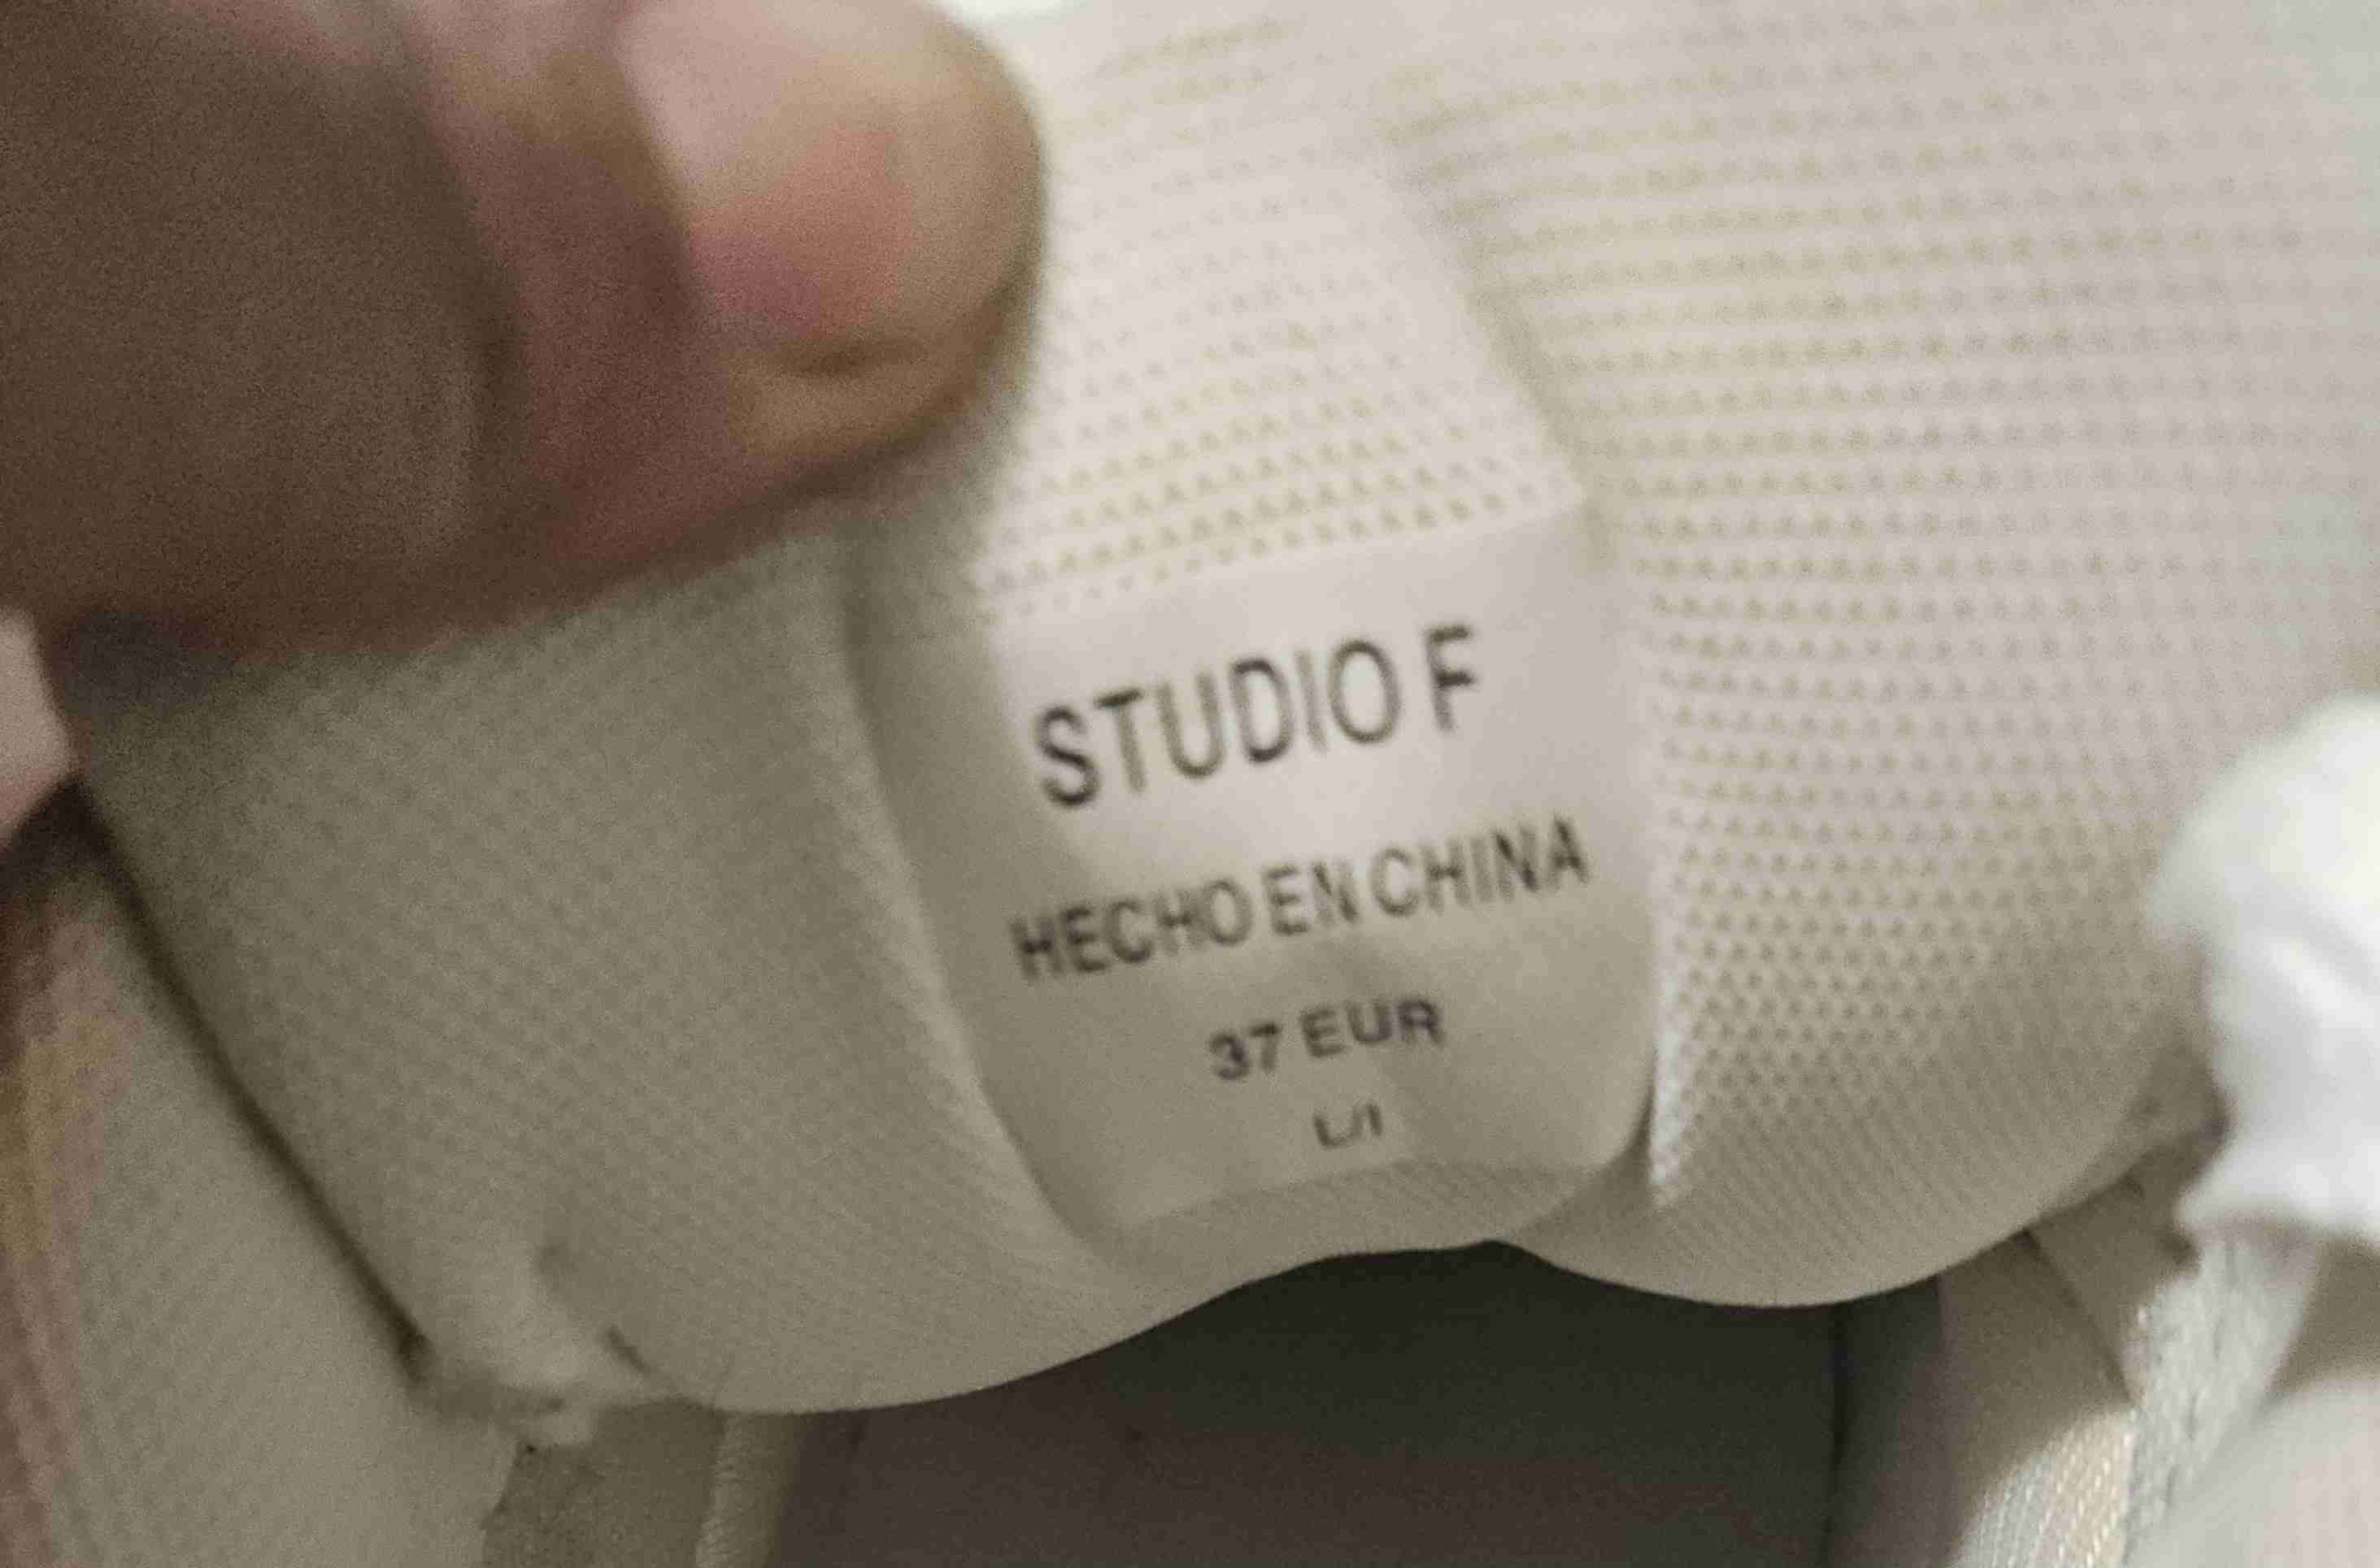 STUDIO F
HECHO EN CHINA
37 EUR
L/I